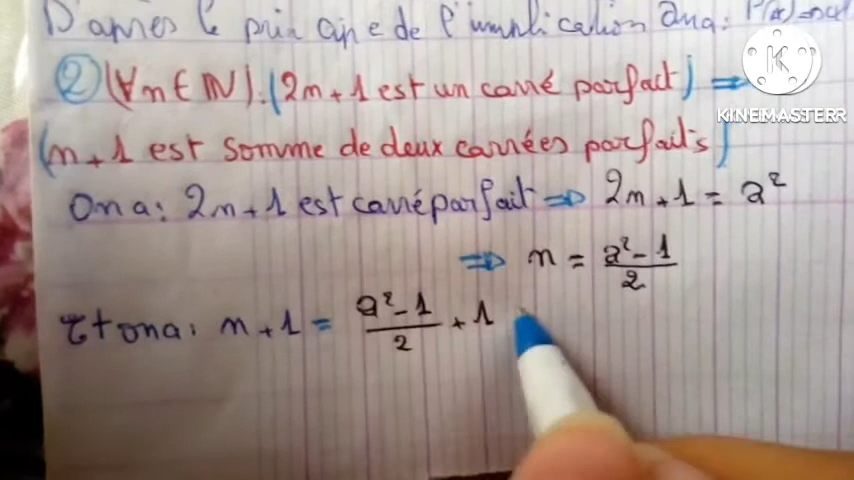 D'après le principe de l'implication on a: P(x)
② (∀n∈ℕ).(2n+1 est un carré parfait) ⇒
(n+1 est somme de deux carrées parfaits)
On a: 2n+1 est carré parfait ⇒ 2n+1 = a²
⇒ n = (a²-1)/2
Et on a: n+1 = (a²-1)/2 + 1
KINEMASTER